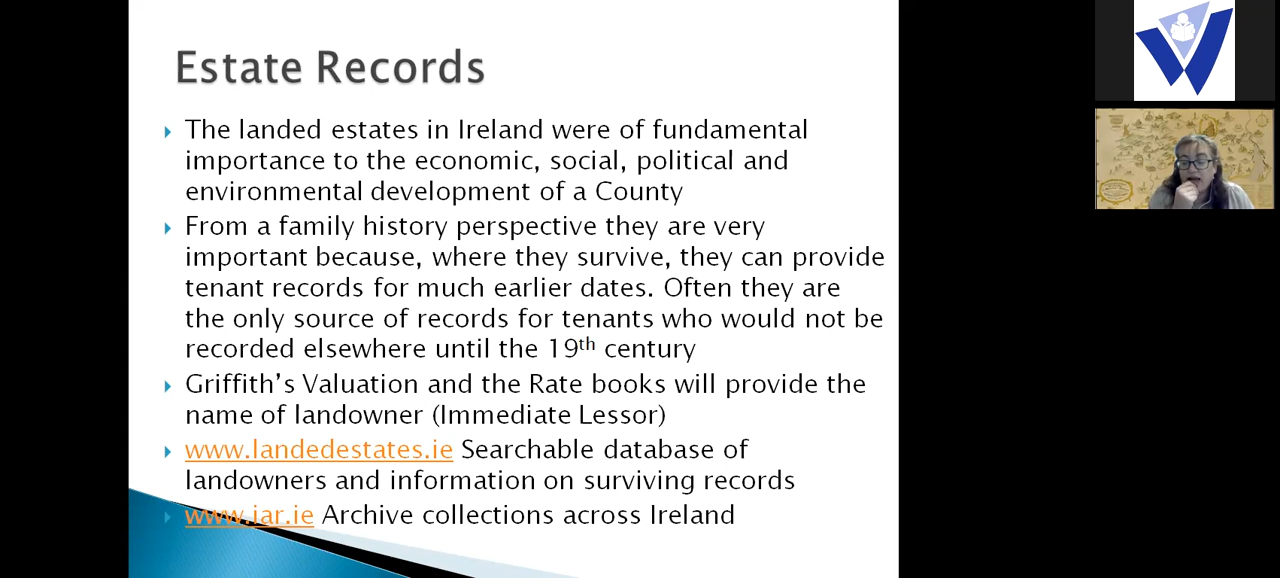 Estate Records
The landed estates in Ireland were of fundamental
importance to the economic, social, political and
environmental development of a County
From a family history perspective they are very
important because, where they survive, they can provide
tenant records for much earlier dates. Often they are
the only source of records for tenants who would not be
recorded elsewhere until the 19th century
Griffith's Valuation and the Rate books will provide the
name of landowner (Immediate Lessor)
www.landedestates.ie Searchable database of
landowners and information on surviving records
www.iar.ie Archive collections across Ireland